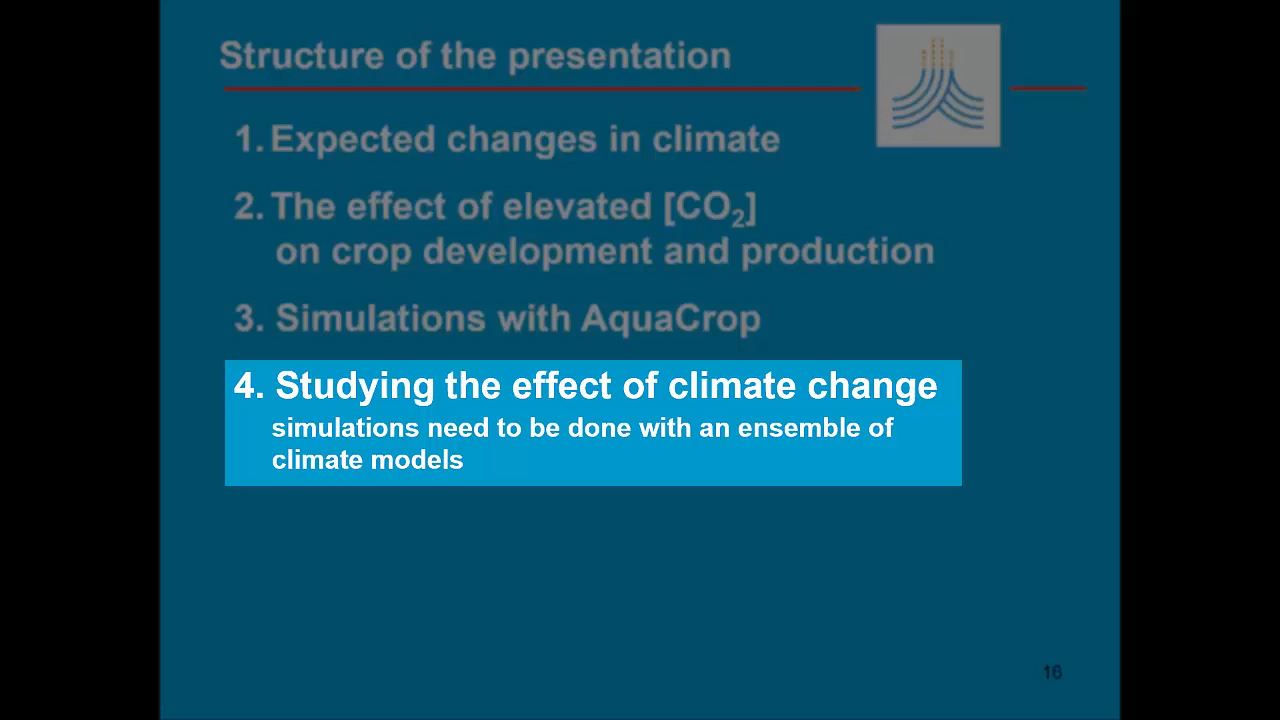 Structure of the presentation
1. Expected changes in climate
2. The effect of elevated [CO₂]
on crop development and production
3. Simulations with AquaCrop
4. Studying the effect of climate change
simulations need to be done with an ensemble of
climate models
16